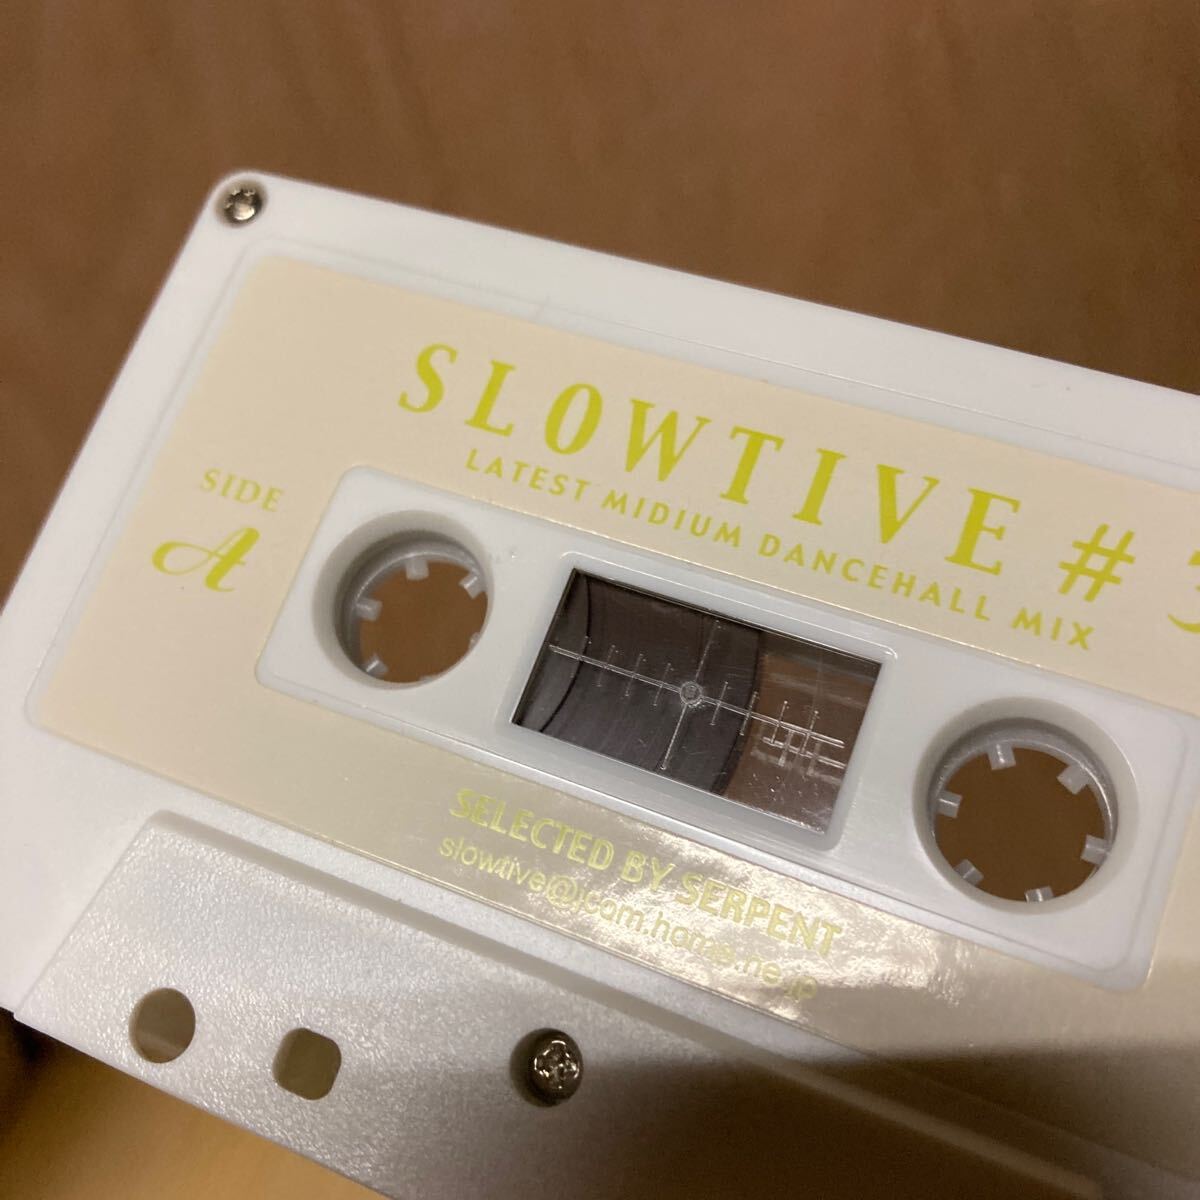 SLOWTIVE #
LATEST MIDIUM DANCEHALL MIX
SIDE
A
SELECTED BY SERPENT
slowtive@jcom.home.ne.jp